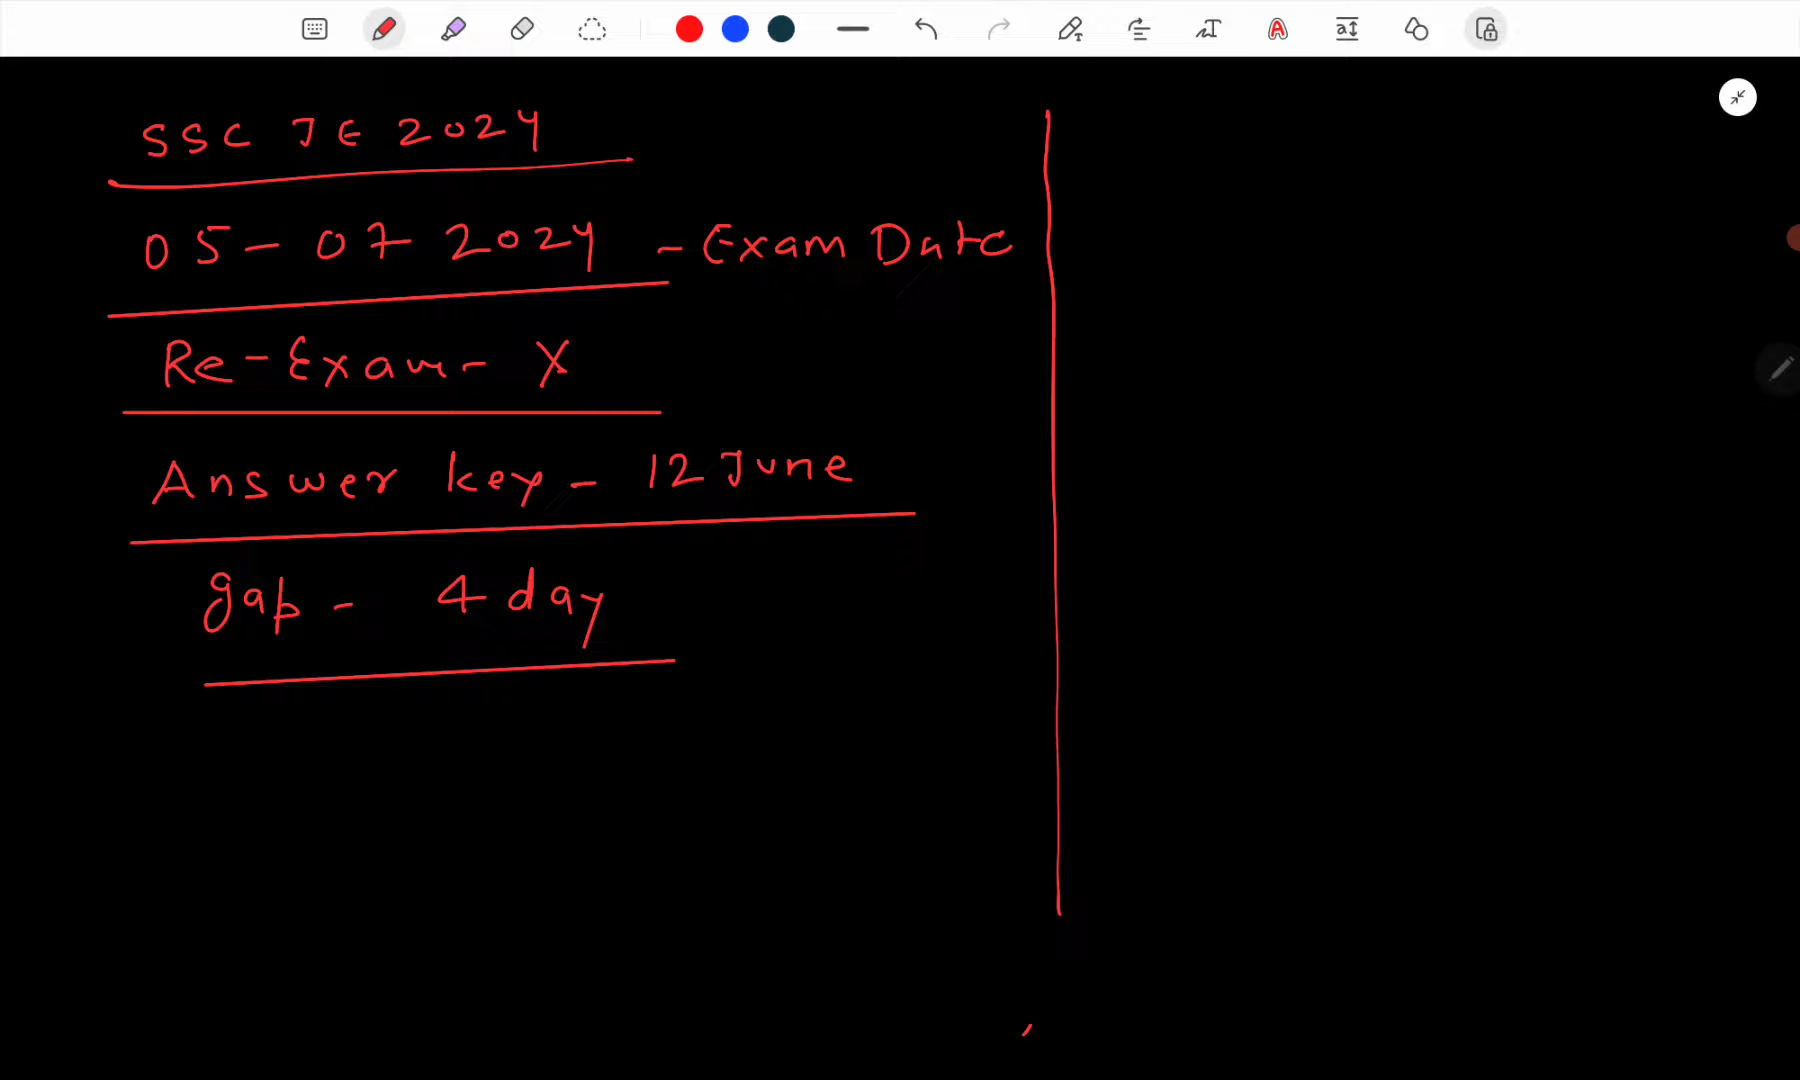 SSC JE 2024
05-07 2024 - Exam Date
Re-Exam- X
Answer key - 12 June
gap - 4 day